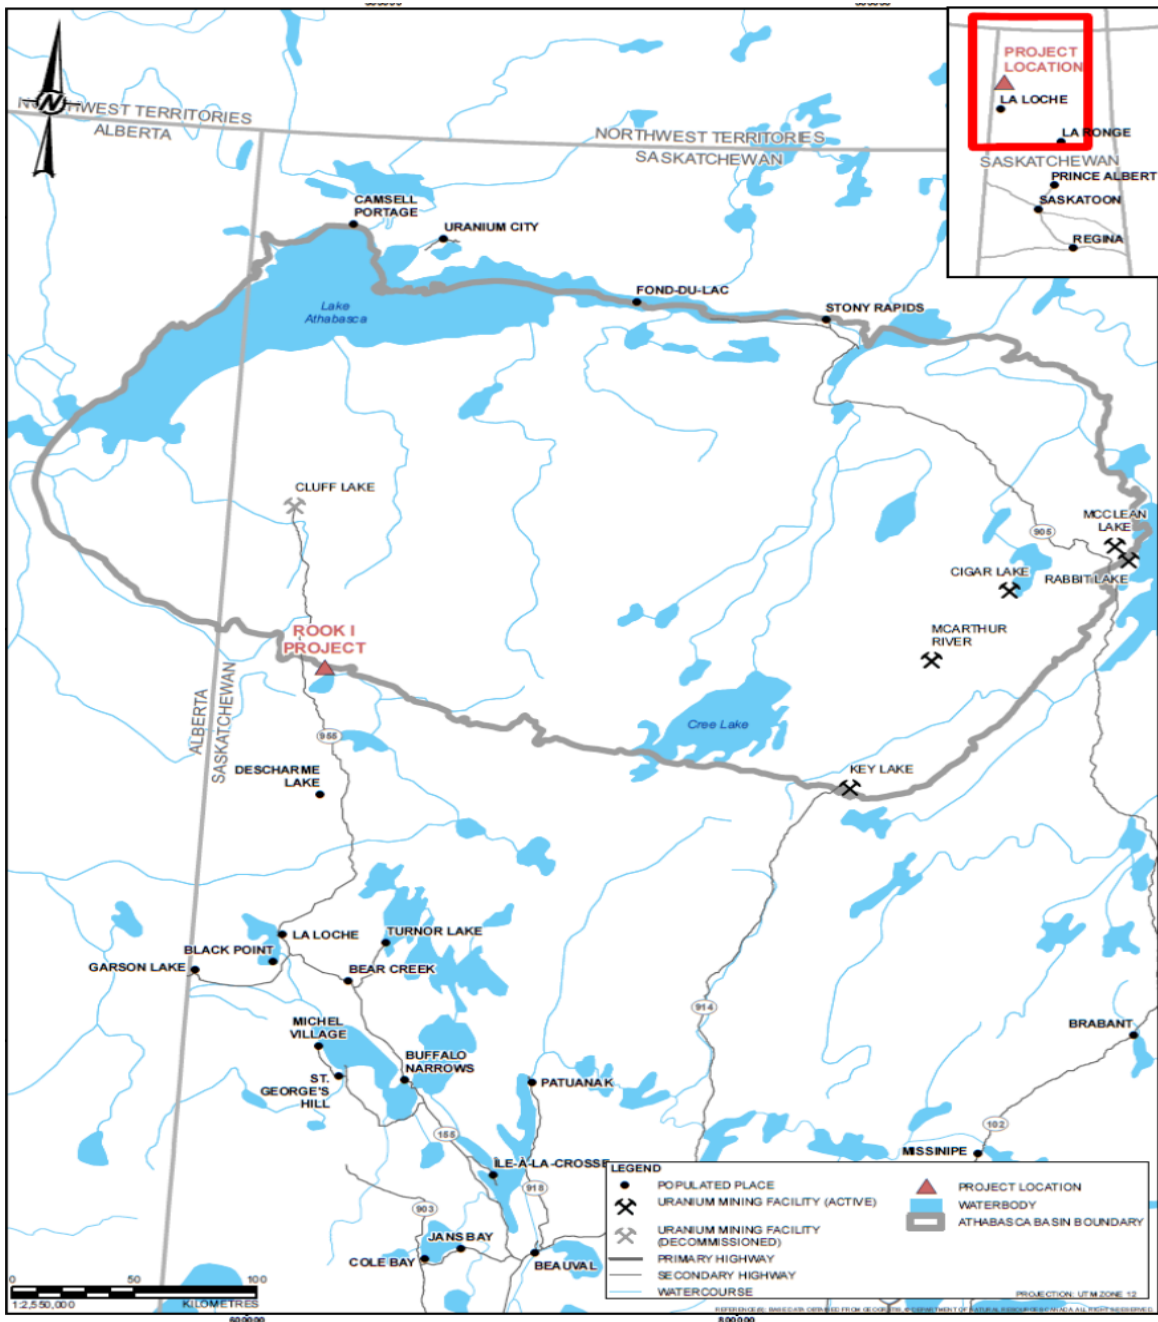 PROJECT
LOCATION
LA LOCHE
LA RONGE
SASKATCHEWAN
PRINCE ALBERT
SASKATOON
REGINA
N
NORTHWEST TERRITORIES
ALBERTA
NORTHWEST TERRITORIES
SASKATCHEWAN
CAMSELL
PORTAGE
URANIUM CITY
Lake
Athabasca
FOND-DU-LAC
STONY RAPIDS
CLUFF LAKE
MCCLEAN
LAKE
905
CIGAR LAKE
RABBIT LAKE
ROOK I
PROJECT
MCARTHUR
RIVER
ALBERTA
SASKATCHEWAN
Cree Lake
955
DESCHARME
LAKE
KEY LAKE
LA LOCHE
TURNOR LAKE
BLACK POINT
GARSON LAKE
BEAR CREEK
914
MICHEL
VILLAGE
BRABANT
BUFFALO
NARROWS
ST.
GEORGE'S
HILL
PATUANAK
155
102
MISSINIPE
ÎLE-À-LA-CROSSE
918
903
JANS BAY
COLE BAY
BEAUVAL
LEGEND
POPULATED PLACE
URANIUM MINING FACILITY (ACTIVE)
URANIUM MINING FACILITY
(DECOMMISSIONED)
PRIMARY HIGHWAY
SECONDARY HIGHWAY
WATERCOURSE
PROJECT LOCATION
WATERBODY
ATHABASCA BASIN BOUNDARY
PROJECTION: UTM ZONE 12
0 50 100
1:2,550,000 KILOMETRES